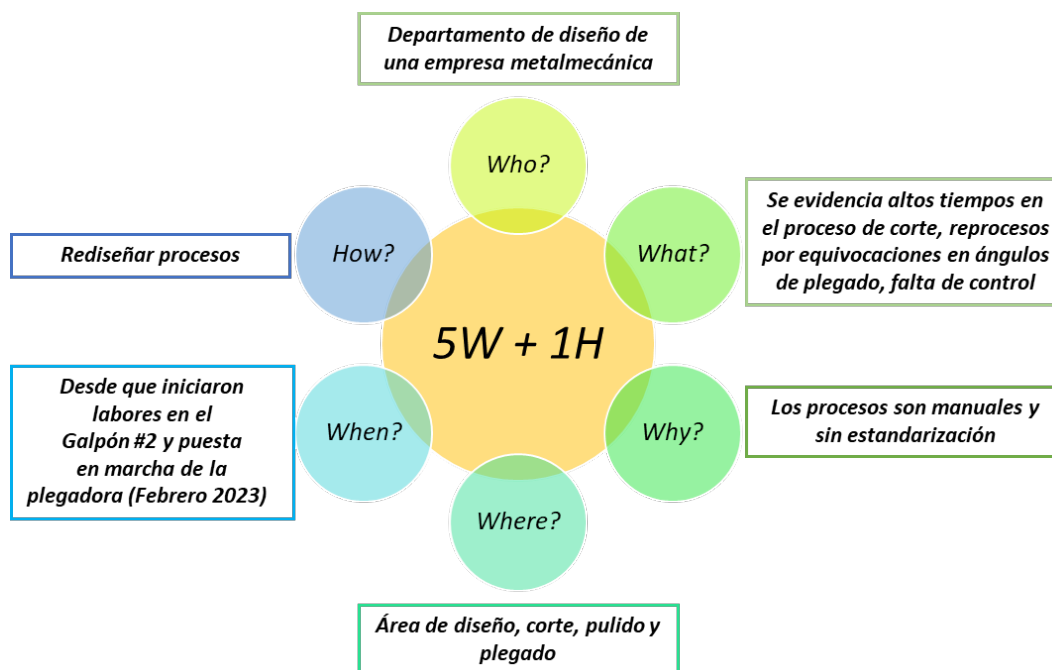 Departamento de diseño de
una empresa metalmecánica
Who?
What?
Se evidencia altos tiempos en
el proceso de corte, reprocesos
por equivocaciones en ángulos
de plegado, falta de control
How?
Rediseñar procesos
5W + 1H
When?
Desde que iniciaron
labores en el
Galpón #2 y puesta
en marcha de la
plegadora (Febrero 2023)
Why?
Los procesos son manuales y
sin estandarización
Where?
Área de diseño, corte, pulido y
plegado